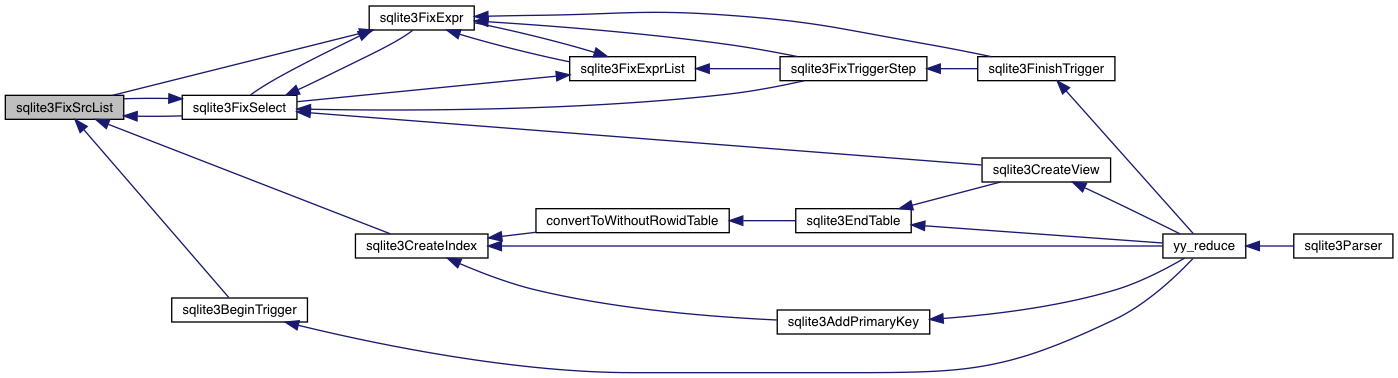 sqlite3FixExpr
sqlite3FixExprList
sqlite3FixTriggerStep
sqlite3FinishTrigger
sqlite3FixSrcList
sqlite3FixSelect
sqlite3CreateView
convertToWithoutRowidTable
sqlite3EndTable
sqlite3CreateIndex
yy_reduce
sqlite3Parser
sqlite3BeginTrigger
sqlite3AddPrimaryKey